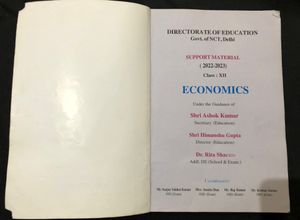 DIRECTORATE OF EDUCATION
Govt. of NCT, Delhi
SUPPORT MATERIAL
( 2022-2023)
Class : XII
ECONOMICS
Under the Guidance of
Shri Ashok Kumar
Secretary (Education)
Shri Himanshu Gupta
Director (Education)
Dr. Rita Sharma
Addl. DE (School & Exam.)